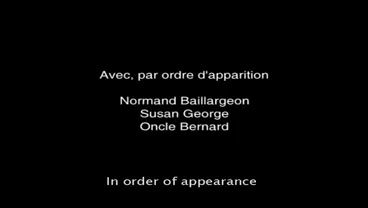 Avec, par ordre d'apparition
Normand Baillargeon
Susan George
Oncle Bernard
In order of appearance